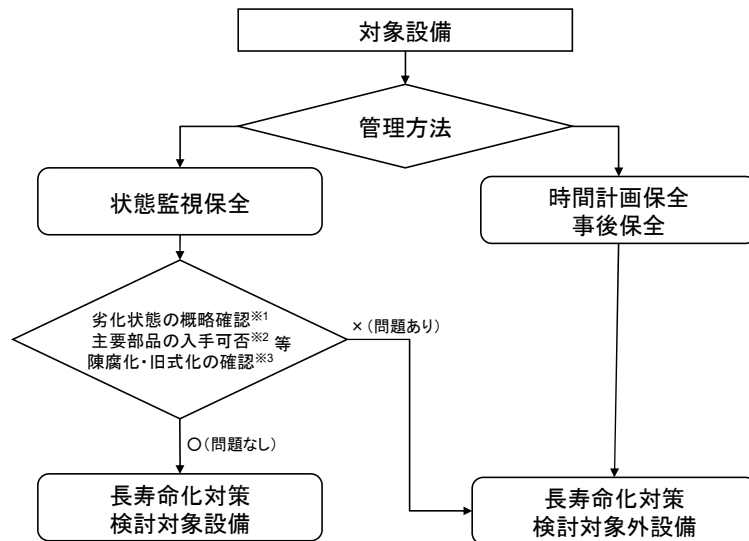 対象設備
管理方法
状態監視保全
時間計画保全
事後保全
劣化状態の概略確認※1
主要部品の入手可否※2 等
陳腐化・旧式化の確認※3
×(問題あり)
○(問題なし)
長寿命化対策
検討対象設備
長寿命化対策
検討対象外設備